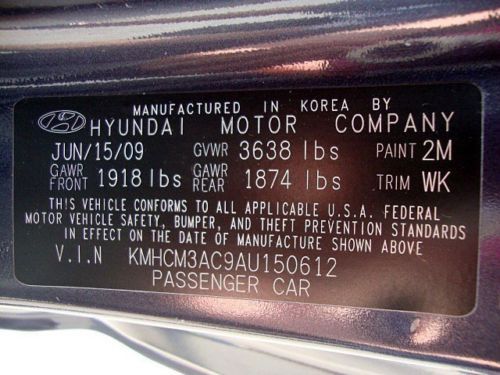 MANUFACTURED IN KOREA BY
HYUNDAI MOTOR COMPANY
JUN/15/09 GVWR 3638 lbs PAINT 2M
GAWR FRONT 1918 lbs GAWR REAR 1874 lbs TRIM WK
THIS VEHICLE CONFORMS TO ALL APPLICABLE U.S.A. FEDERAL
MOTOR VEHICLE SAFETY, BUMPER, AND THEFT PREVENTION STANDARDS
IN EFFECT ON THE DATE OF MANUFACTURE SHOWN ABOVE
V.I.N KMHCM3AC9AU150612
PASSENGER CAR